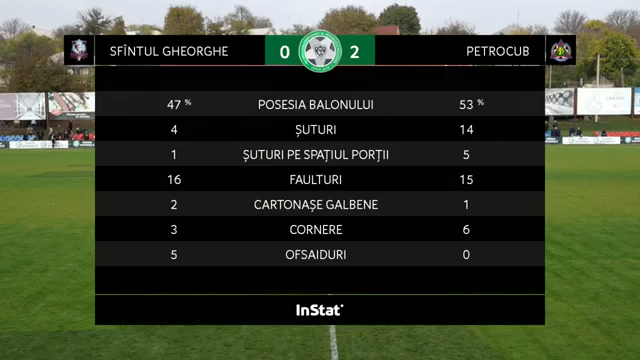 SFÎNTUL GHEORGHE 0 2 PETROCUB
47 % POSESIA BALONULUI 53 %
4 ȘUTURI 14
1 ȘUTURI PE SPAȚIUL PORȚII 5
16 FAULTURI 15
2 CARTONAȘE GALBENE 1
3 CORNERE 6
5 OFSAIDURI 0
InStat